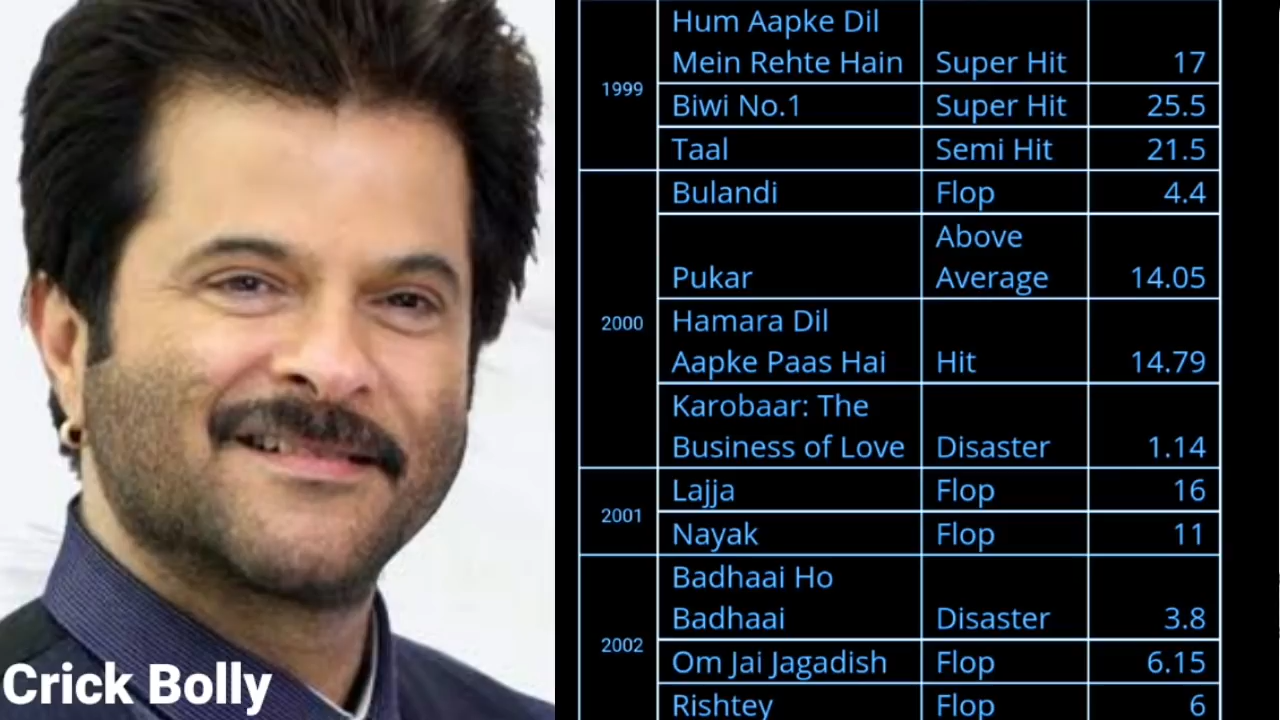 Crick Bolly
1999
Hum Aapke Dil
Mein Rehte Hain Super Hit 17
Biwi No.1 Super Hit 25.5
Taal Semi Hit 21.5
2000
Bulandi Flop 4.4
Above
Pukar Average 14.05
Hamara Dil
Aapke Paas Hai Hit 14.79
Karobaar: The
Business of Love Disaster 1.14
2001
Lajja Flop 16
Nayak Flop 11
2002
Badhaai Ho
Badhaai Disaster 3.8
Om Jai Jagadish Flop 6.15
Rishtey Flop 6